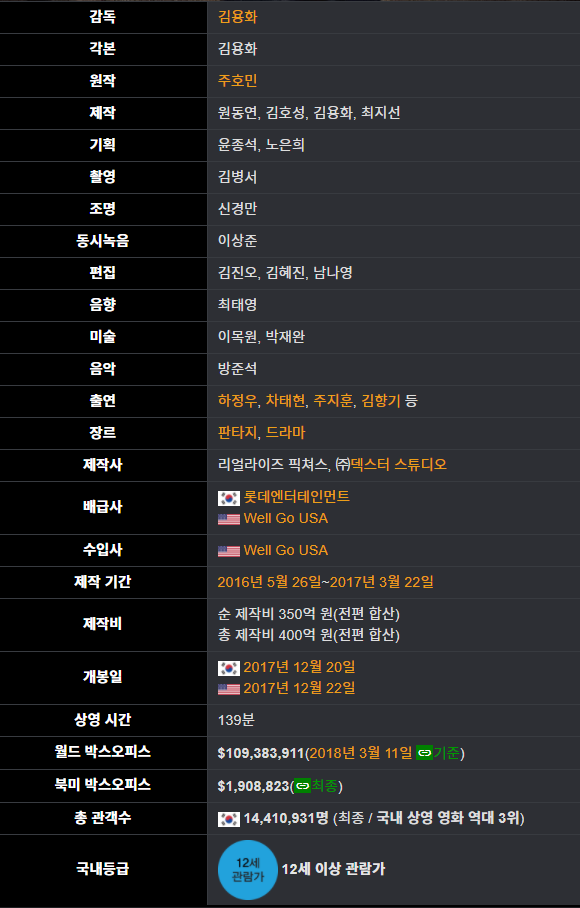 감독 김용화
각본 김용화
원작 주호민
제작 원동연, 김호성, 김용화, 최지선
기획 윤종석, 노은희
촬영 김병서
조명 신경만
동시녹음 이상준
편집 김진오, 김혜진, 남나영
음향 최태영
미술 이목원, 박재완
음악 방준석
출연 하정우, 차태현, 주지훈, 김향기 등
장르 판타지, 드라마
제작사 리얼라이즈 픽쳐스, ㈜덱스터 스튜디오
배급사 롯데엔터테인먼트
Well Go USA
수입사 Well Go USA
제작 기간 2016년 5월 26일~2017년 3월 22일
제작비 순 제작비 350억 원(전편 합산)
총 제작비 400억 원(전편 합산)
개봉일 2017년 12월 20일
2017년 12월 22일
상영 시간 139분
월드 박스오피스 $109,383,911(2018년 3월 11일 기준)
북미 박스오피스 $1,908,823(최종)
총 관객수 14,410,931명 (최종 / 국내 상영 영화 역대 3위)
국내등급 12세 관람가 12세 이상 관람가